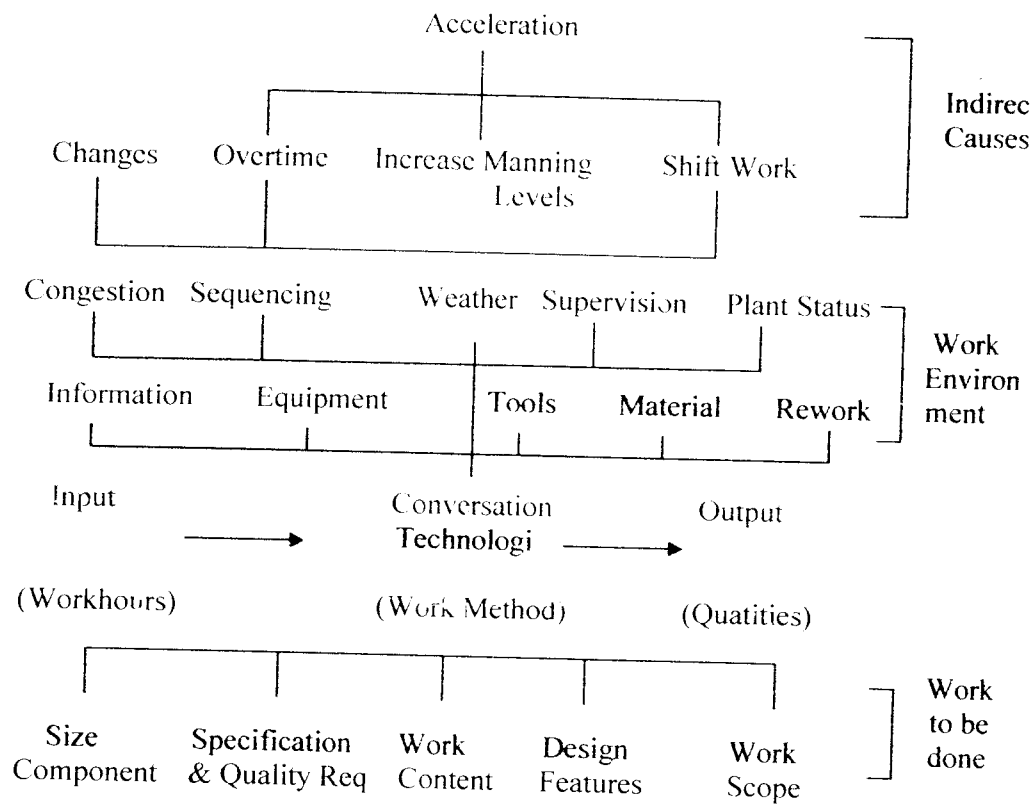 Acceleration
Indirec
Causes
Changes Overtime Increase Manning Shift Work
Levels
Congestion Sequencing Weather Supervision Plant Status
Work
Environ
ment
Information Equipment Tools Material Rework
Input Conversation Output
Technologi
(Workhours) (Work Method) (Quatities)
Work
to be
done
Size Specification Work Design Work
Component & Quality Req Content Features Scope